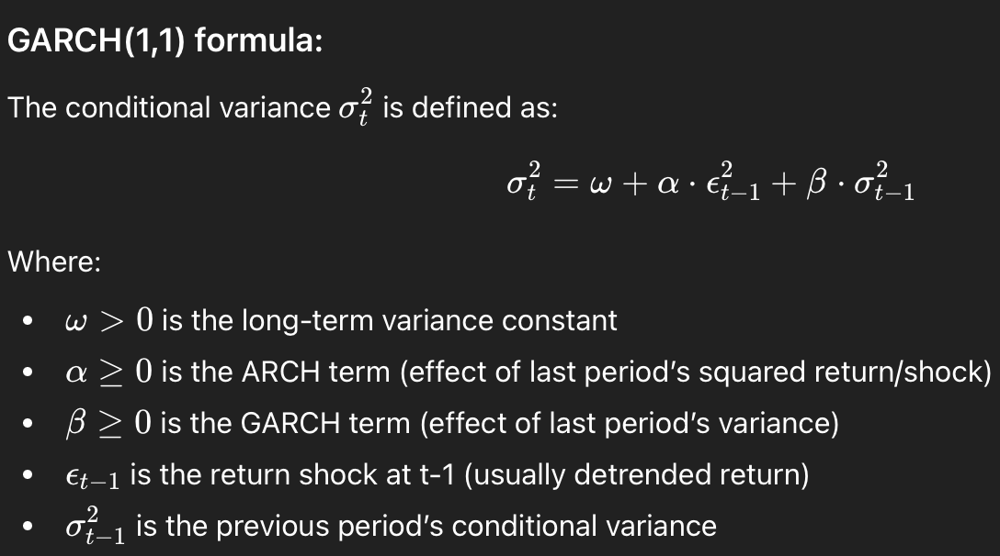 GARCH(1,1) formula:
The conditional variance σ_t^2 is defined as:
σ_t^2 = ω + α · ϵ_{t−1}^2 + β · σ_{t−1}^2
Where:
• ω > 0 is the long-term variance constant
• α ≥ 0 is the ARCH term (effect of last period’s squared return/shock)
• β ≥ 0 is the GARCH term (effect of last period’s variance)
• ϵ_{t−1} is the return shock at t-1 (usually detrended return)
• σ_{t−1}^2 is the previous period’s conditional variance